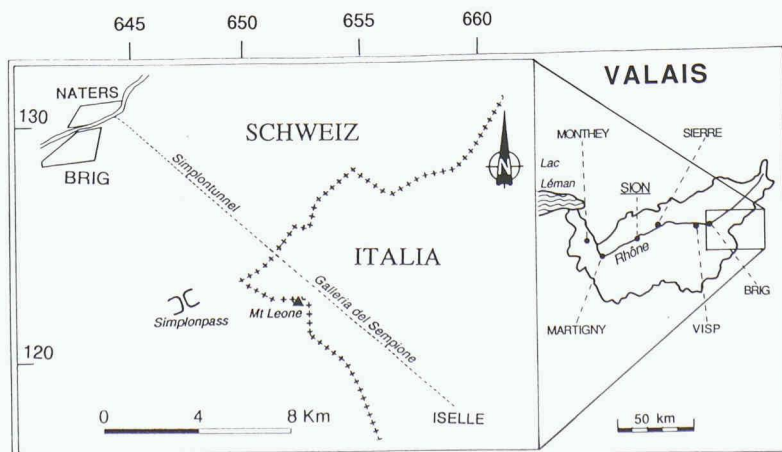 645
650
655
660
130
120
NATERS
BRIG
SCHWEIZ
Simplontunnel
N
ITALIA
Galleria del Sempione
Simplonpass
Mt Leone
ISELLE
0 4 8 Km
VALAIS
MONTHEY
SIERRE
Lac
Léman
SION
Rhône
BRIG
MARTIGNY
VISP
50 km